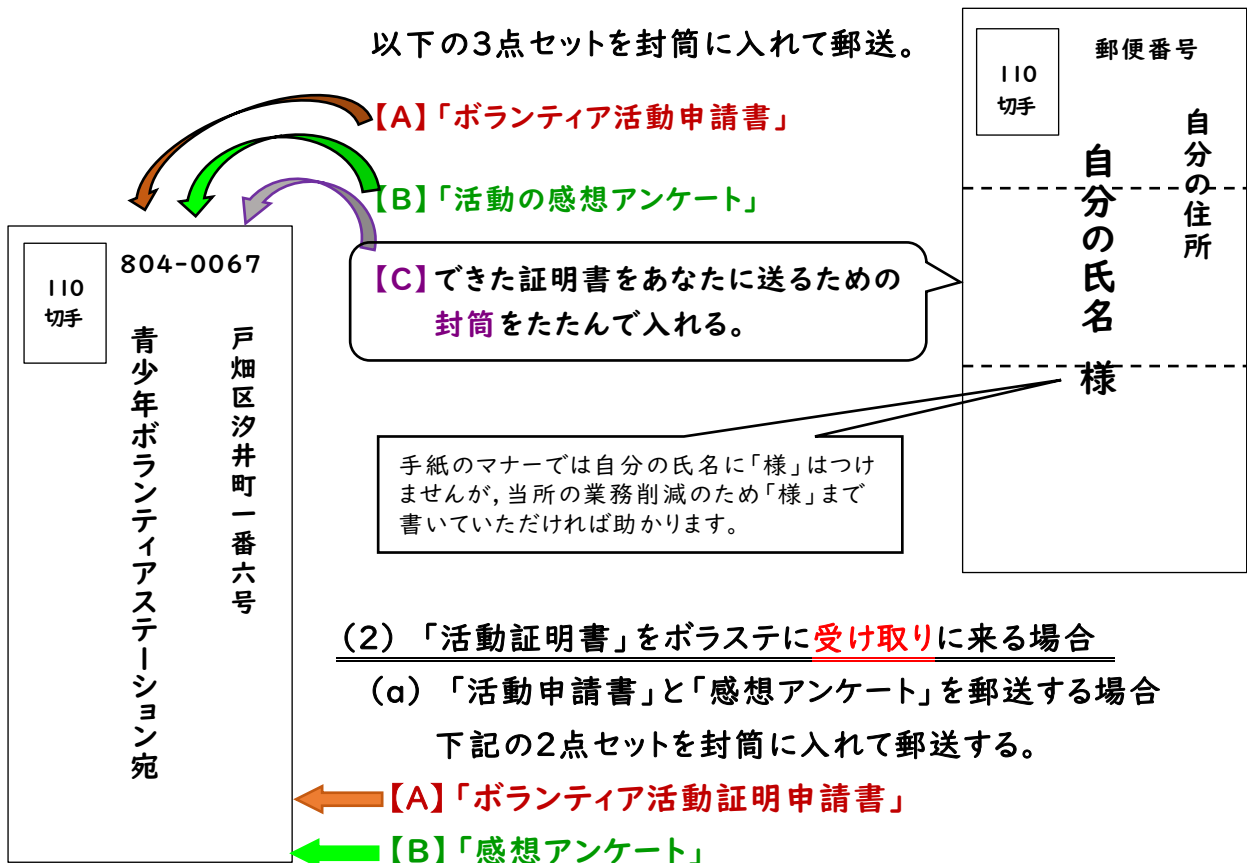 以下の3点セットを封筒に入れて郵送。
【A】「ボランティア活動申請書」
【B】「活動の感想アンケート」
【C】できた証明書をあなたに送るための
封筒をたたんで入れる。
110
切手
郵便番号
自分の住所
自分の氏名 様
手紙のマナーでは自分の氏名に「様」はつけ
ませんが,当所の業務削減のため「様」まで
書いていただければ助かります。
110
切手
804-0067
戸畑区汐井町一番六号
青少年ボランティアステーション宛
(2) 「活動証明書」をボラステに受け取りに来る場合
(a) 「活動申請書」と「感想アンケート」を郵送する場合
下記の2点セットを封筒に入れて郵送する。
【A】「ボランティア活動証明申請書」
【B】「感想アンケート」